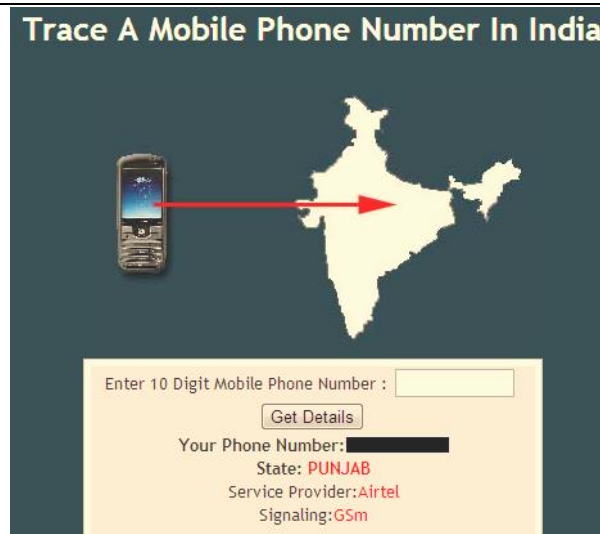 Trace A Mobile Phone Number In India
Enter 10 Digit Mobile Phone Number :
Get Details
Your Phone Number:
State: PUNJAB
Service Provider:Airtel
Signaling:GSm